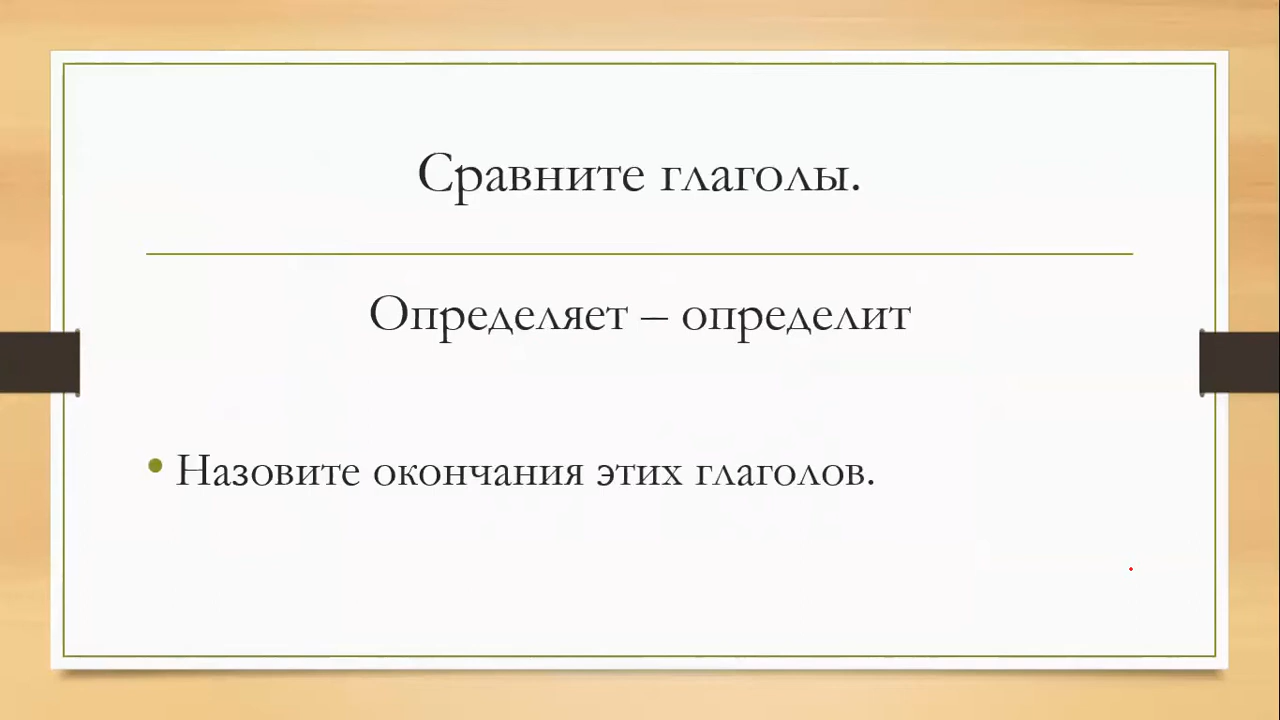 Сравните глаголы.
Определяет – определит
• Назовите окончания этих глаголов.